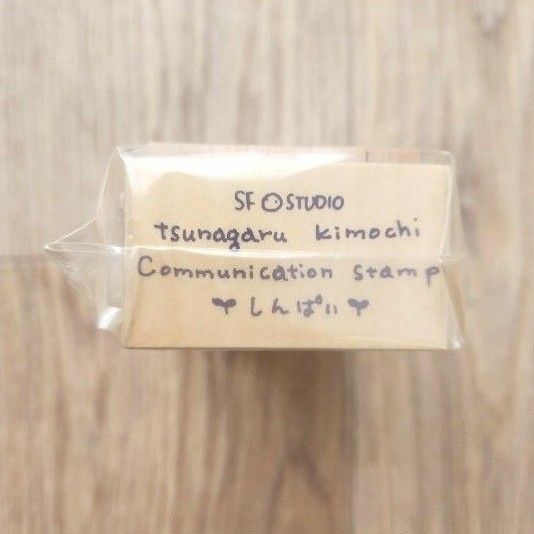 SF STUDIO
tsunagaru kimochi
Communication stamp
しんぱい